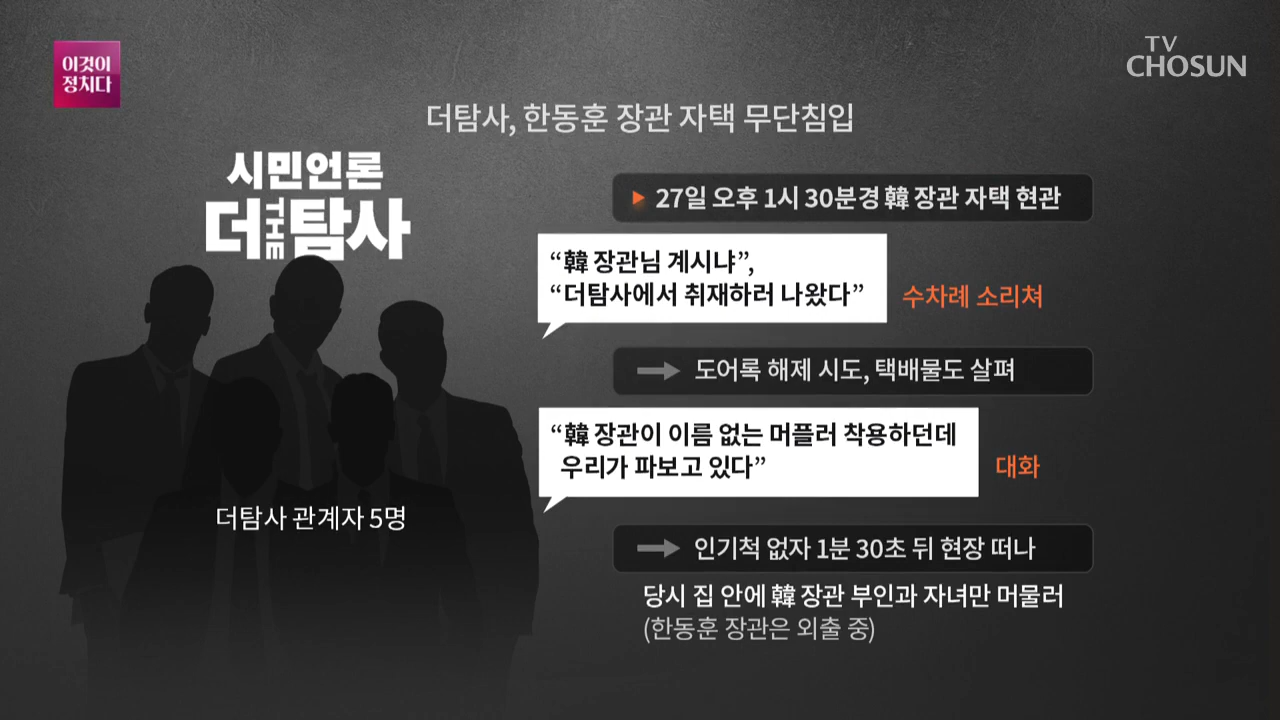 이것이
정치다
TV
CHOSUN
더탐사, 한동훈 장관 자택 무단침입
시민언론
더THE탐사
27일 오후 1시 30분경 韓 장관 자택 현관
“韓 장관님 계시냐”,
“더탐사에서 취재하러 나왔다”
수차례 소리쳐
도어록 해제 시도, 택배물도 살펴
“韓 장관이 이름 없는 머플러 착용하던데
우리가 파보고 있다”
대화
더탐사 관계자 5명
인기척 없자 1분 30초 뒤 현장 떠나
당시 집 안에 韓 장관 부인과 자녀만 머물러
(한동훈 장관은 외출 중)